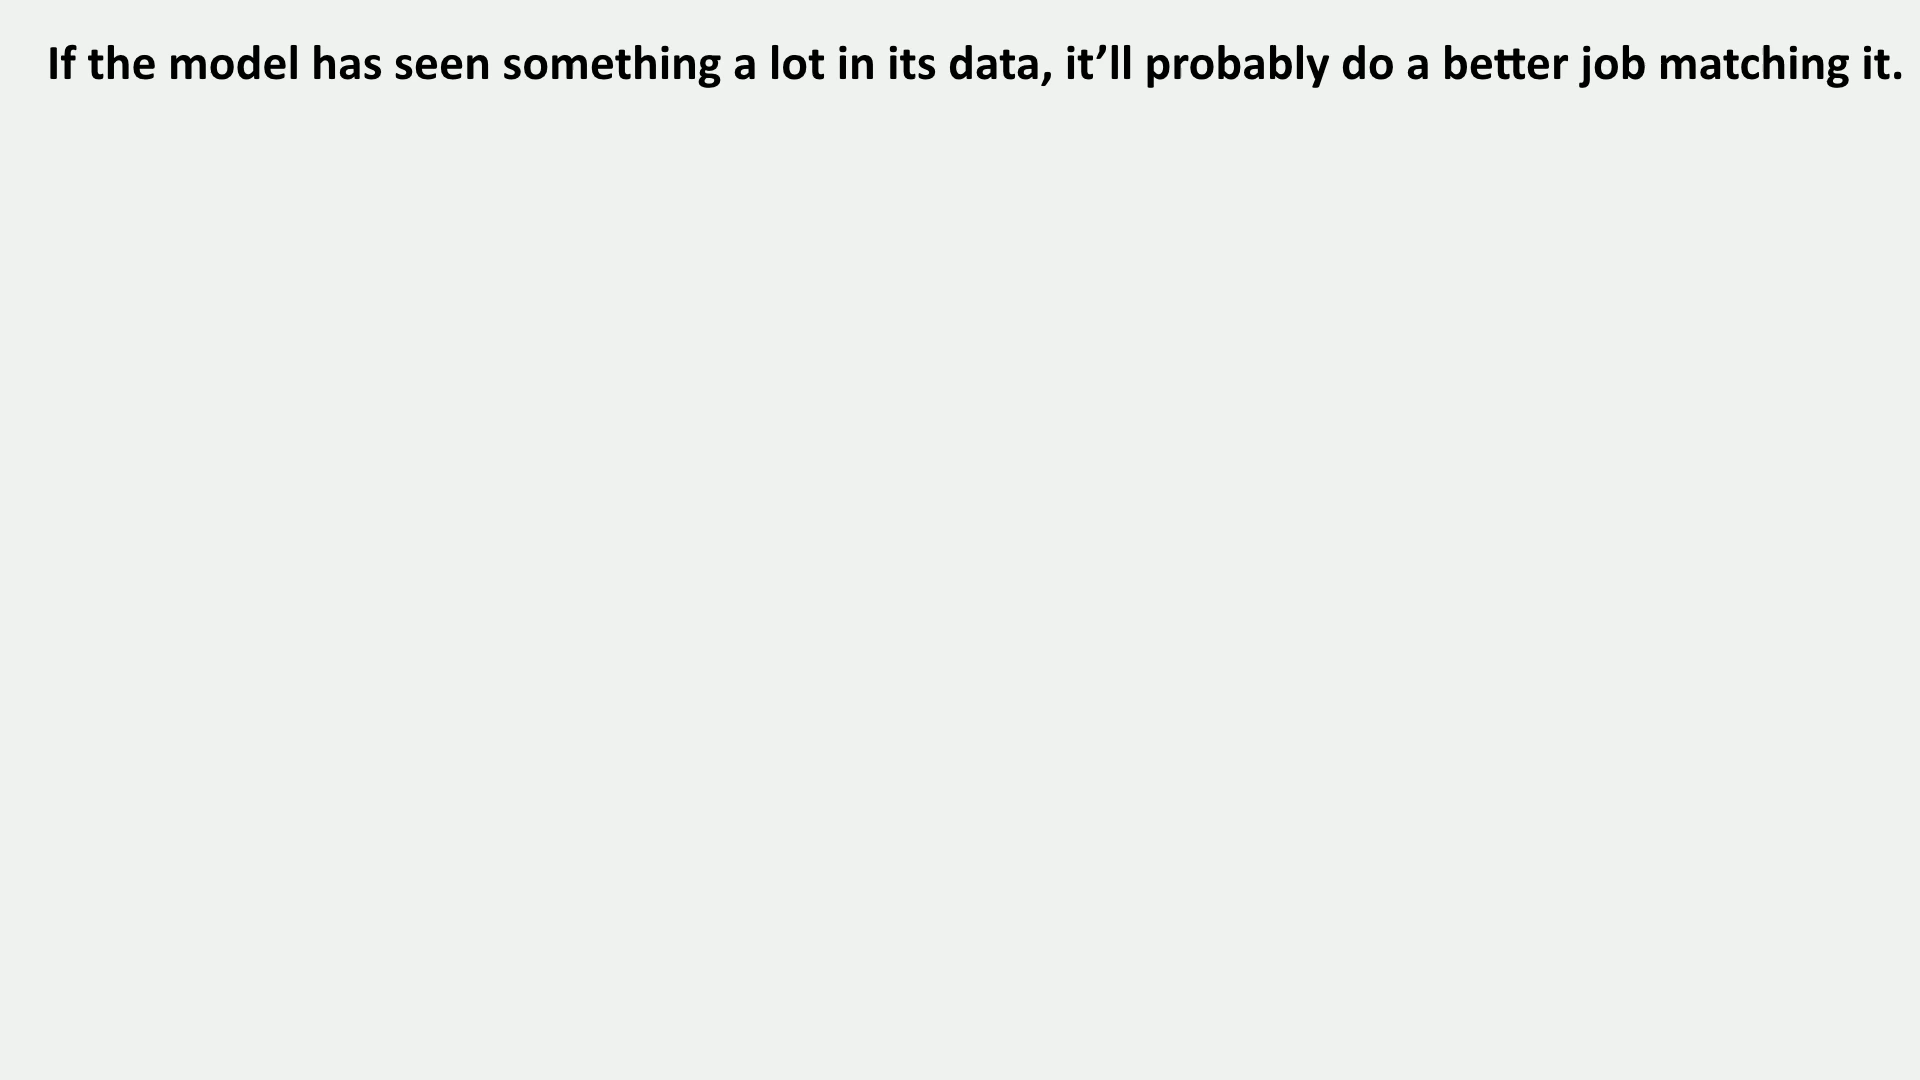 If the model has seen something a lot in its data, it’ll probably do a better job matching it.